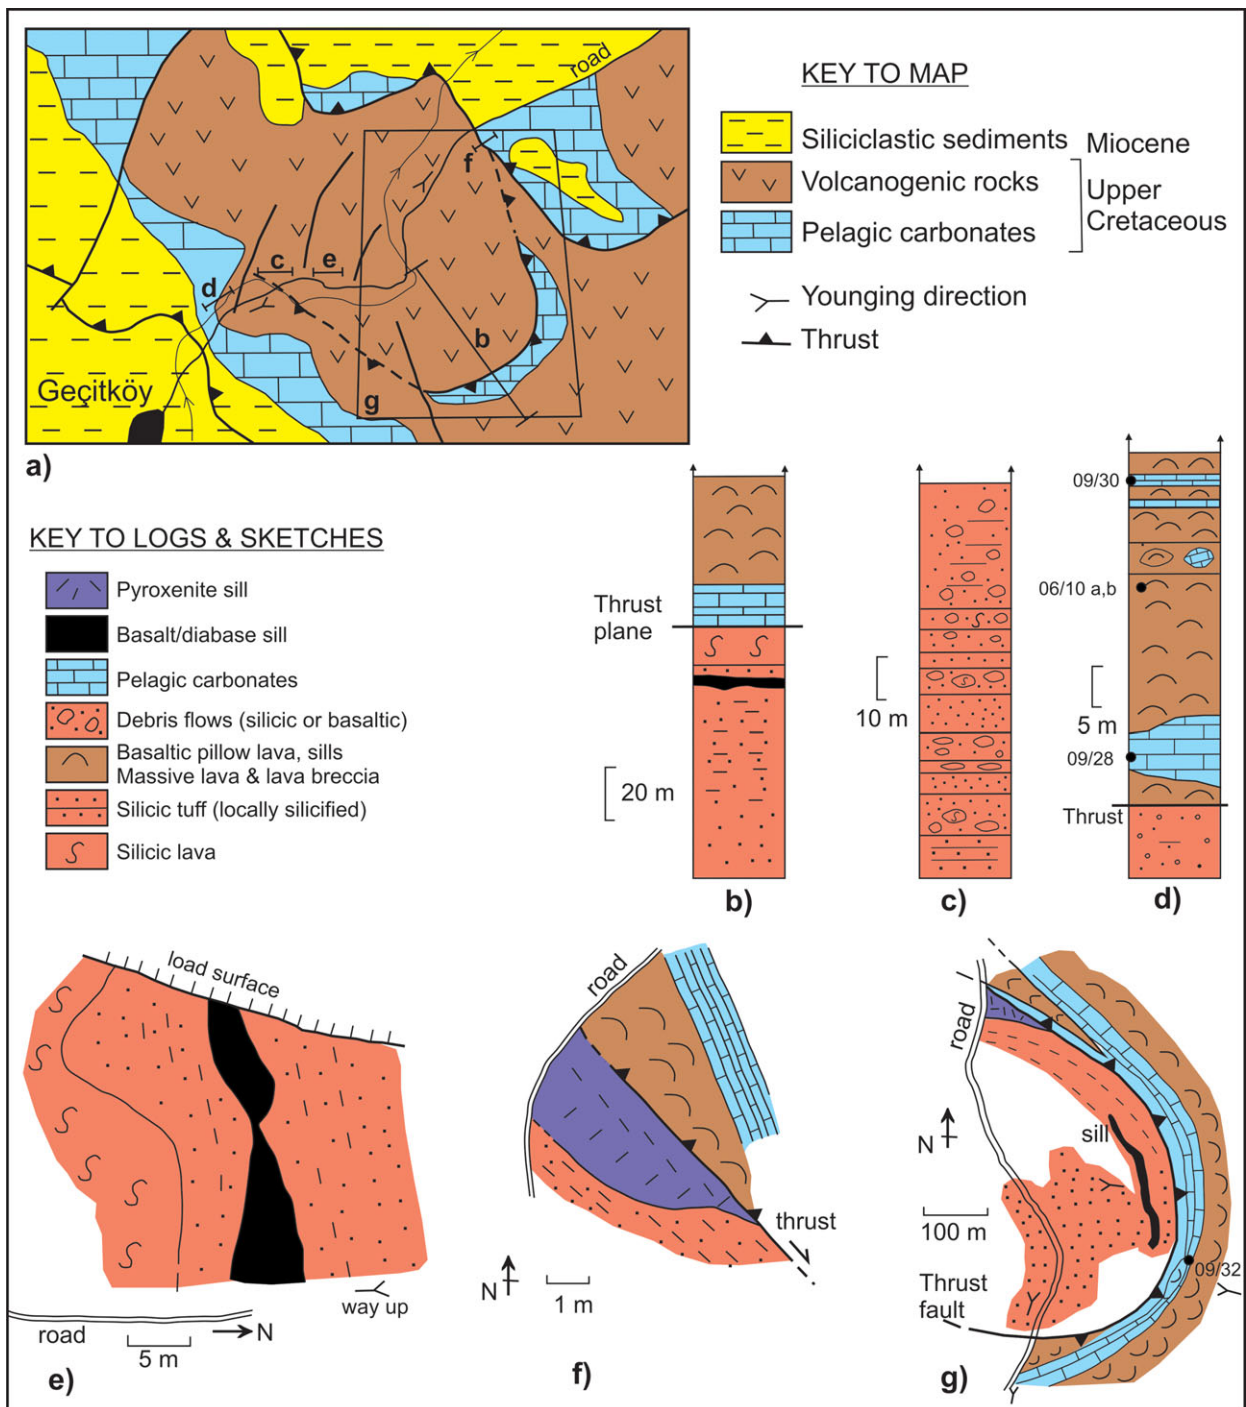 road
f
c
e
d
b
Geçitköy
g
a)
KEY TO MAP
Siliciclastic sediments
Miocene
Volcanogenic rocks
Upper
Cretaceous
Pelagic carbonates
Younging direction
Thrust
KEY TO LOGS & SKETCHES
Pyroxenite sill
Basalt/diabase sill
Pelagic carbonates
Debris flows (silicic or basaltic)
Basaltic pillow lava, sills
Massive lava & lava breccia
Silicic tuff (locally silicified)
Silicic lava
Thrust
plane
20 m
b)
10 m
c)
09/30
06/10 a,b
5 m
09/28
Thrust
d)
load surface
way up
road
N
5 m
e)
road
thrust
N
1 m
f)
road
N
sill
100 m
09/32
Thrust
fault
g)